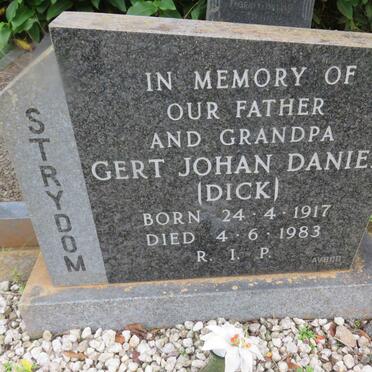 STRYDOM
IN MEMORY OF
OUR FATHER
AND GRANDPA
GERT JOHAN DANIE
(DICK)
BORN 24·4·1917
DIED 4·6·1983
R. I. P.